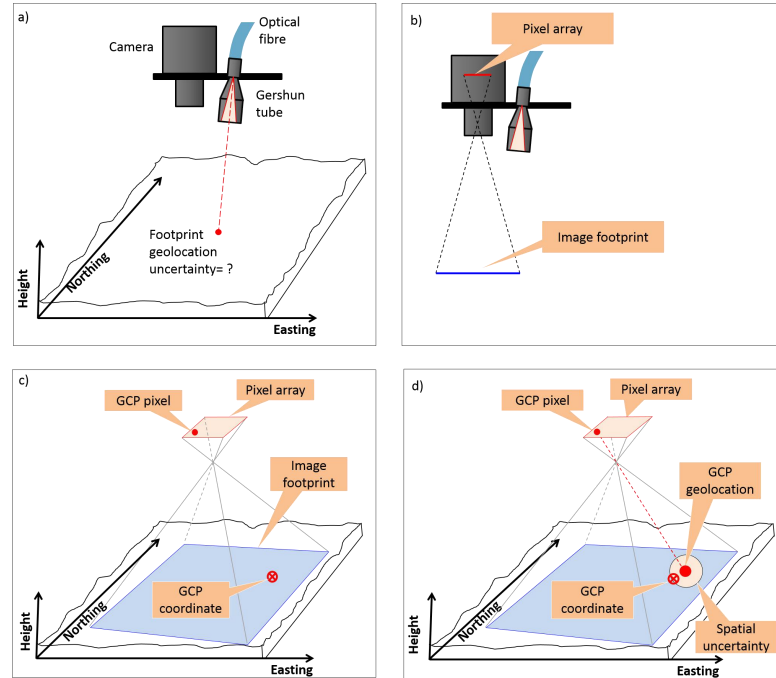 a)
Camera
Optical
fibre
Gershun
tube
Footprint
geolocation
uncertainty= ?
Northing
Height
Easting
b)
Pixel array
Image footprint
c)
GCP pixel
Pixel array
Image
footprint
GCP
coordinate
Northing
Height
Easting
d)
GCP pixel
Pixel array
GCP
geolocation
GCP
coordinate
Spatial
uncertainty
Northing
Height
Easting